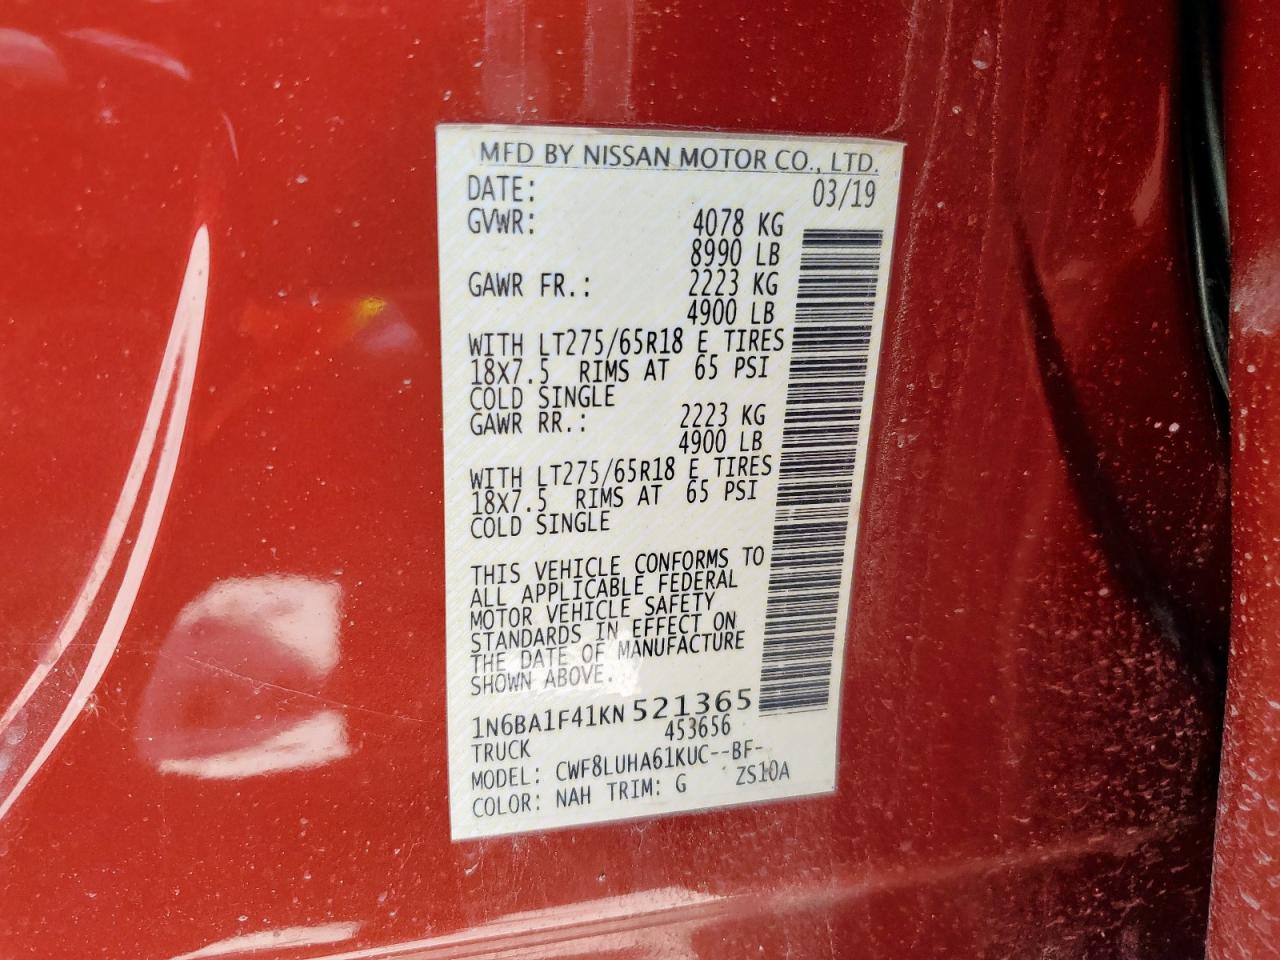 MFD BY NISSAN MOTOR CO., LTD.
DATE: 03/19
GVWR: 4078 KG
8990 LB
GAWR FR.: 2223 KG
4900 LB
WITH LT275/65R18 E TIRES
18X7.5 RIMS AT 65 PSI
COLD SINGLE
GAWR RR.: 2223 KG
4900 LB
WITH LT275/65R18 E TIRES
18X7.5 RIMS AT 65 PSI
COLD SINGLE
THIS VEHICLE CONFORMS TO
ALL APPLICABLE FEDERAL
MOTOR VEHICLE SAFETY
STANDARDS IN EFFECT ON
THE DATE OF MANUFACTURE
SHOWN ABOVE.
1N6BA1F41KN521365
TRUCK 453656
MODEL: CWF8LUHA61KUC--BF-
COLOR: NAH TRIM: G ZS10A